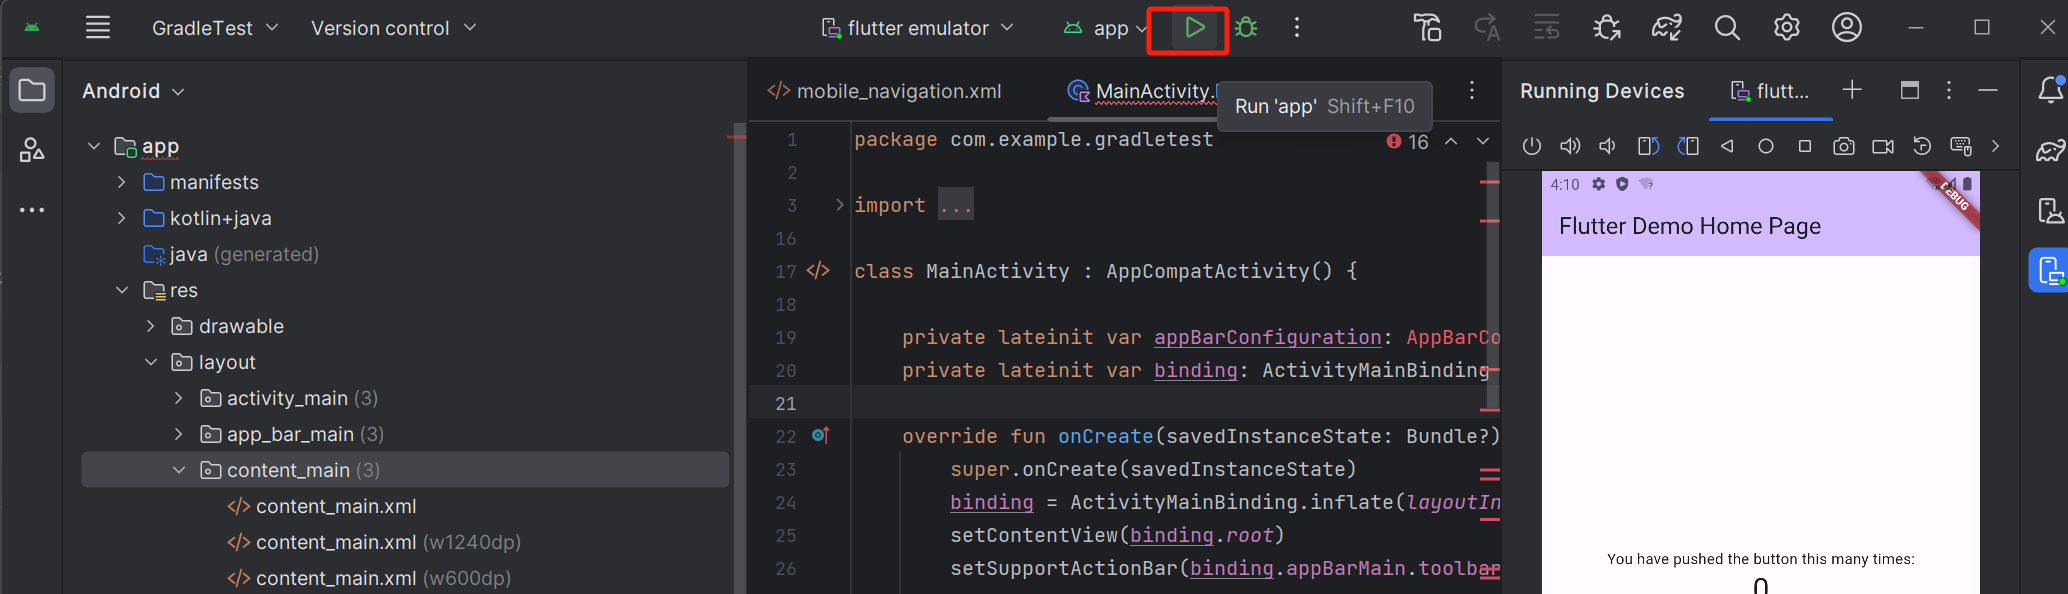 GradleTest Version control flutter emulator app
Android
app
manifests
kotlin+java
java (generated)
res
drawable
layout
activity_main (3)
app_bar_main (3)
content_main (3)
content_main.xml
content_main.xml (w1240dp)
content_main.xml (w600dp)
mobile_navigation.xml MainActivity.
Run 'app' Shift+F10
16
1 package com.example.gradletest
2
3 import ...
16
17 class MainActivity : AppCompatActivity() {
18
19 private lateinit var appBarConfiguration: AppBarCo
20 private lateinit var binding: ActivityMainBinding
21
22 override fun onCreate(savedInstanceState: Bundle?)
23 super.onCreate(savedInstanceState)
24 binding = ActivityMainBinding.inflate(layoutIn
25 setContentView(binding.root)
26 setSupportActionBar(binding.appBarMain.toolbar
Running Devices flutt...
4:10
DEBUG
Flutter Demo Home Page
You have pushed the button this many times:
0